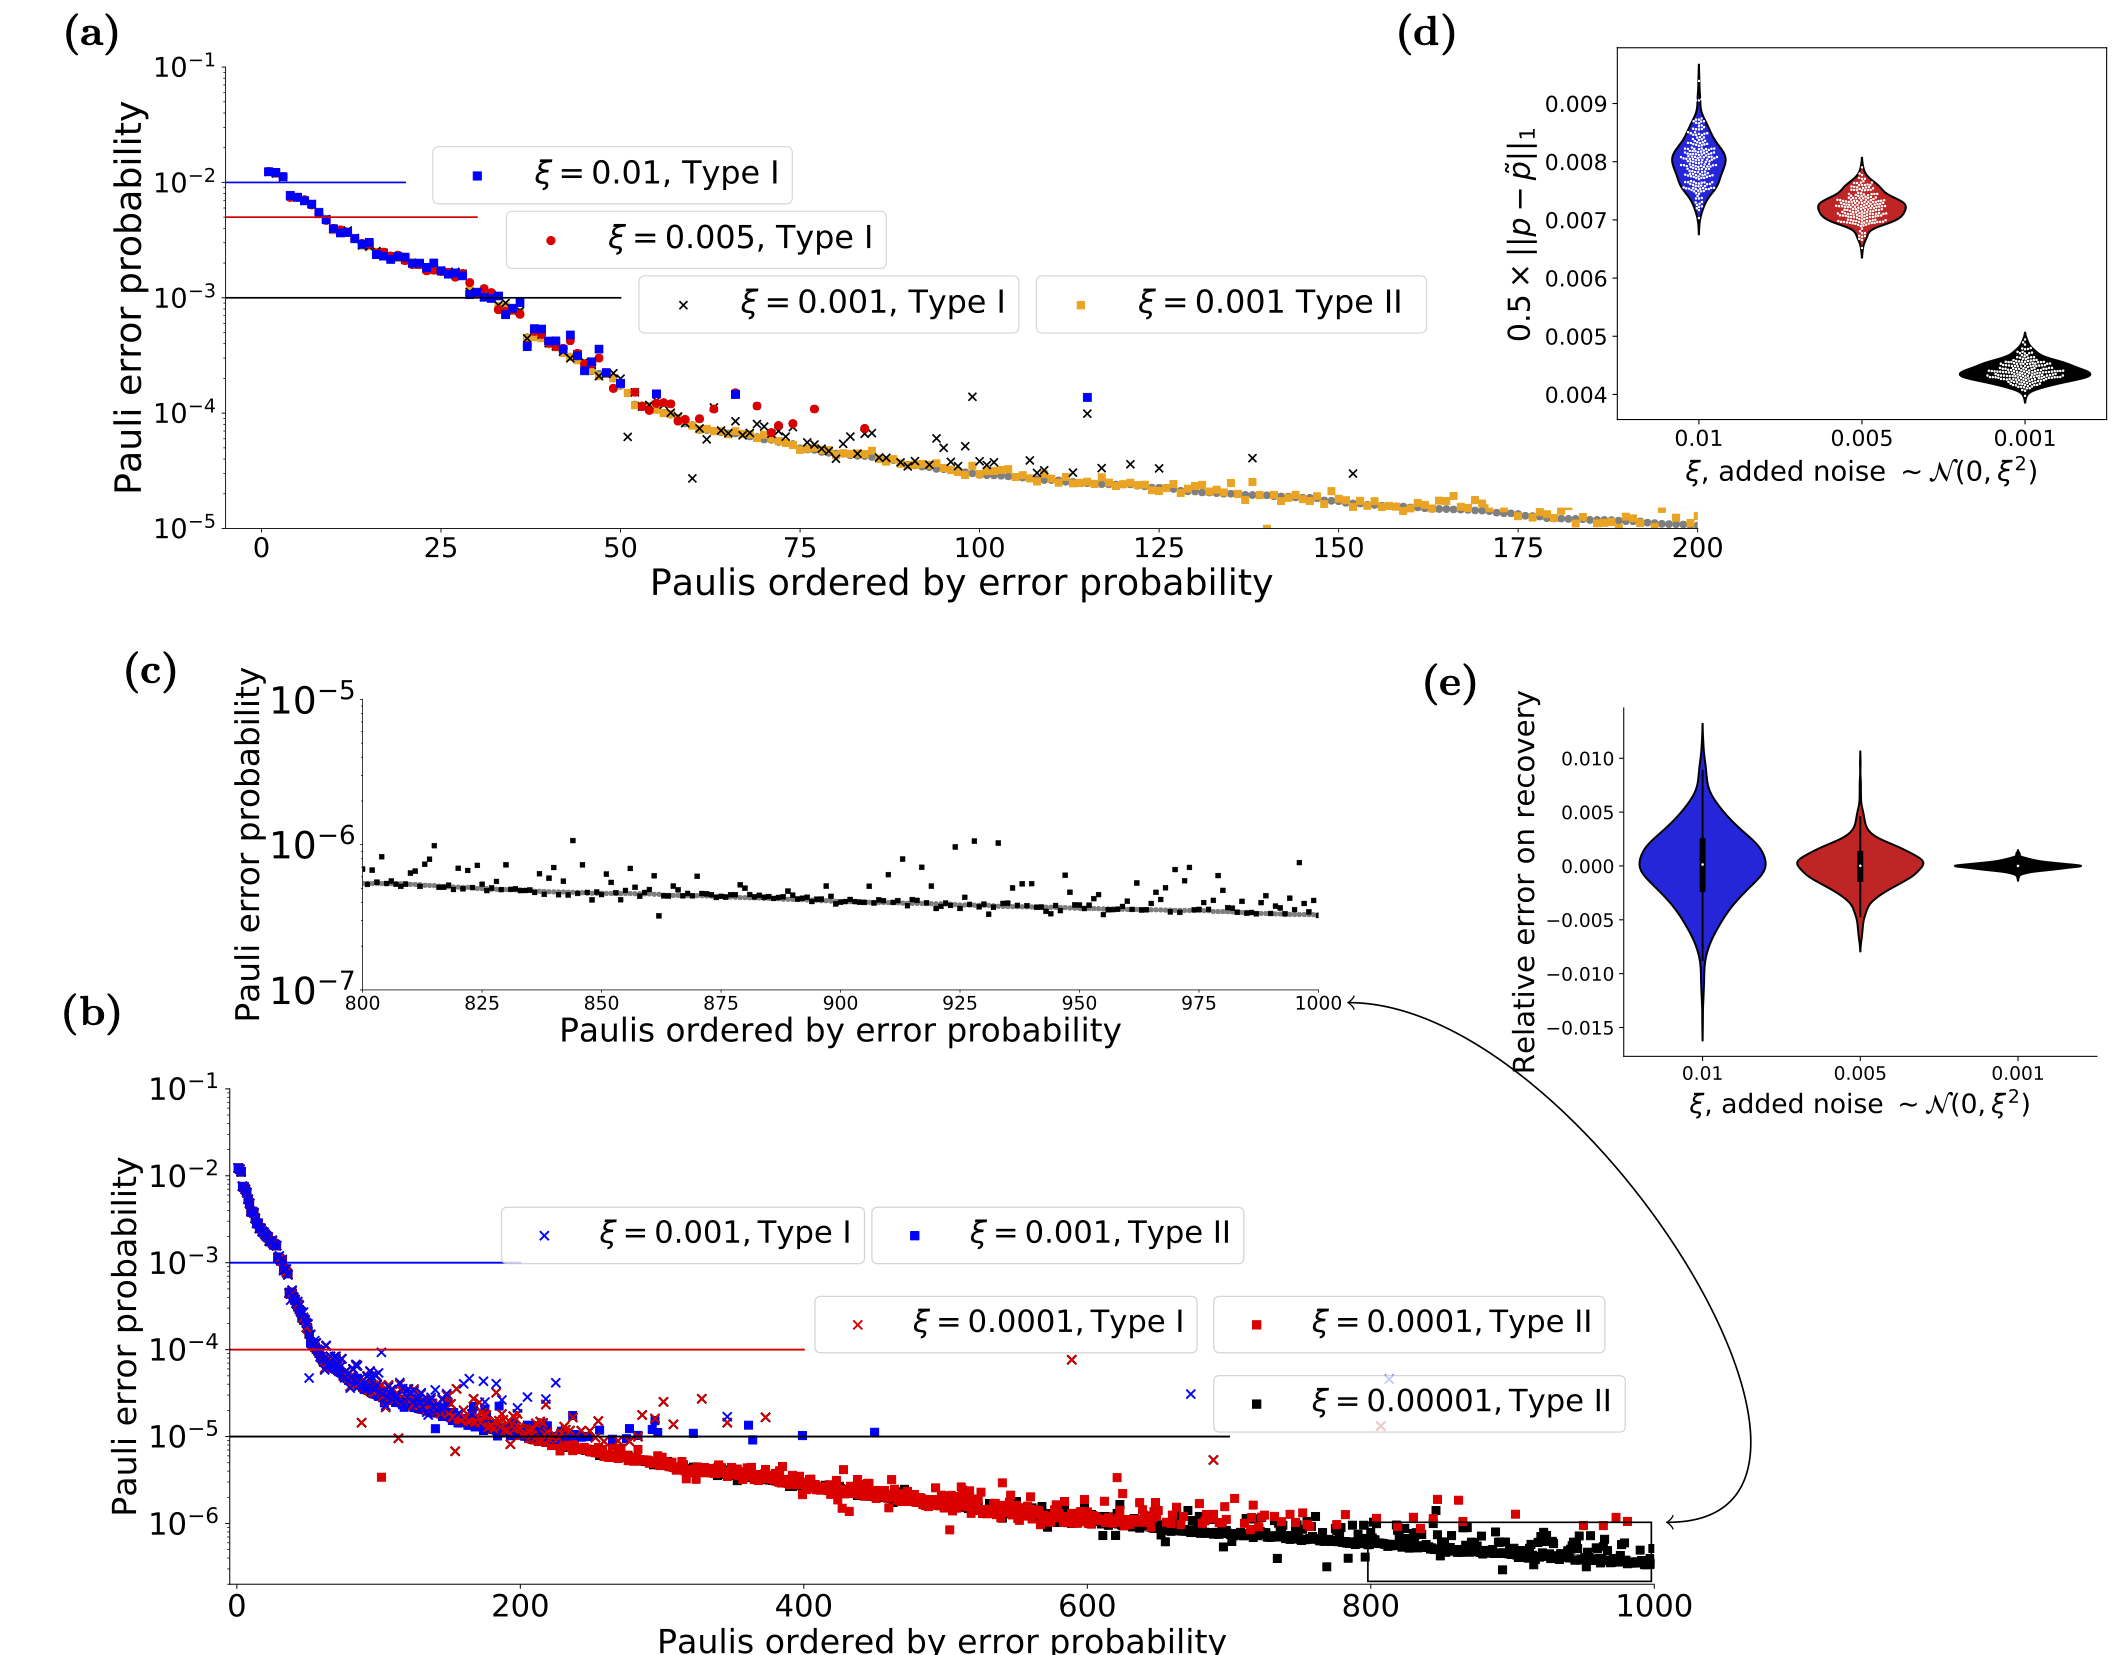 (a)
Pauli error probability
10⁻¹
10⁻²
10⁻³
10⁻⁴
10⁻⁵
ξ = 0.01, Type I
ξ = 0.005, Type I
ξ = 0.001, Type I
ξ = 0.001 Type II
0 25 50 75 100 125 150 175 200
Paulis ordered by error probability
(d)
0.5 × ||p − p̃||₁
0.009
0.008
0.007
0.006
0.005
0.004
0.01 0.005 0.001
ξ, added noise ∼ 𝒩(0, ξ²)
(c)
Pauli error probability
10⁻⁵
10⁻⁶
10⁻⁷
800 825 850 875 900 925 950 975 1000
Paulis ordered by error probability
(e)
Relative error on recovery
0.010
0.005
0.000
−0.005
−0.010
−0.015
0.01 0.005 0.001
ξ, added noise ∼ 𝒩(0, ξ²)
(b)
Pauli error probability
10⁻¹
10⁻²
10⁻³
10⁻⁴
10⁻⁵
10⁻⁶
ξ = 0.001, Type I
ξ = 0.001, Type II
ξ = 0.0001, Type I
ξ = 0.0001, Type II
ξ = 0.00001, Type II
0 200 400 600 800 1000
Paulis ordered by error probability